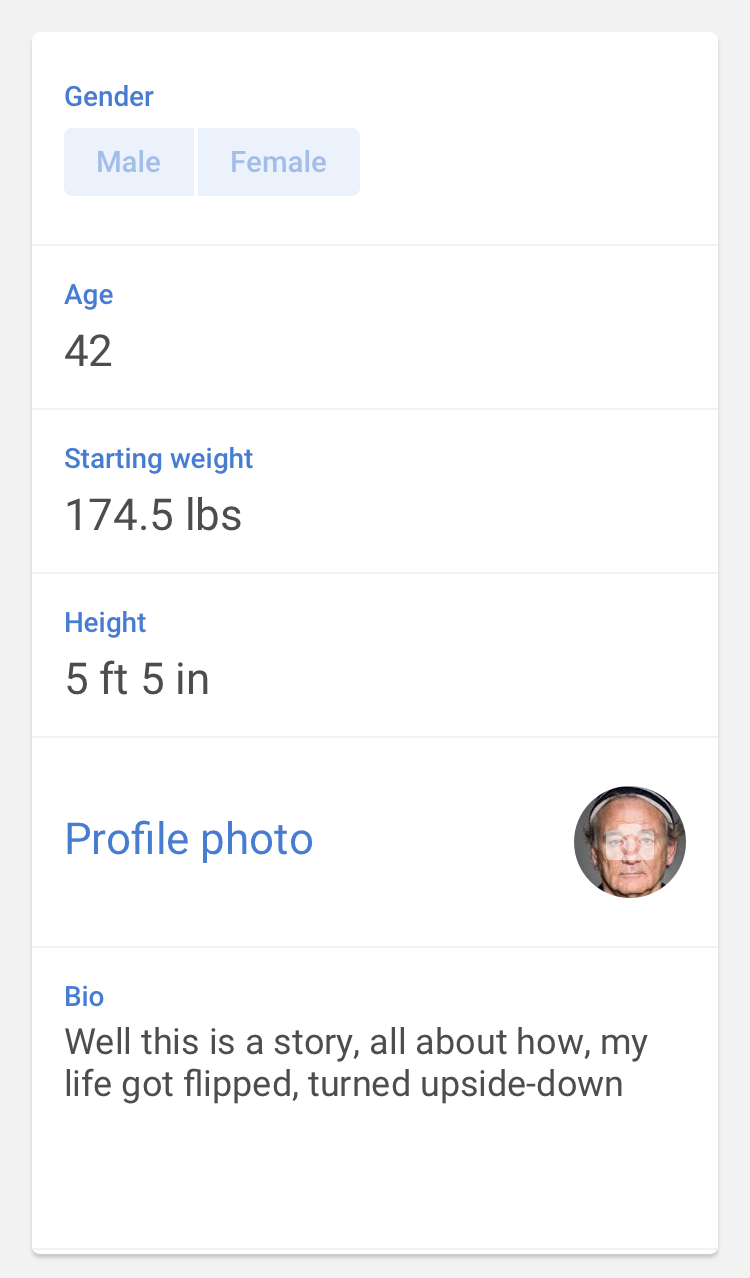 Gender
Male Female
Age
42
Starting weight
174.5 lbs
Height
5 ft 5 in
Profile photo
Bio
Well this is a story, all about how, my
life got flipped, turned upside-down